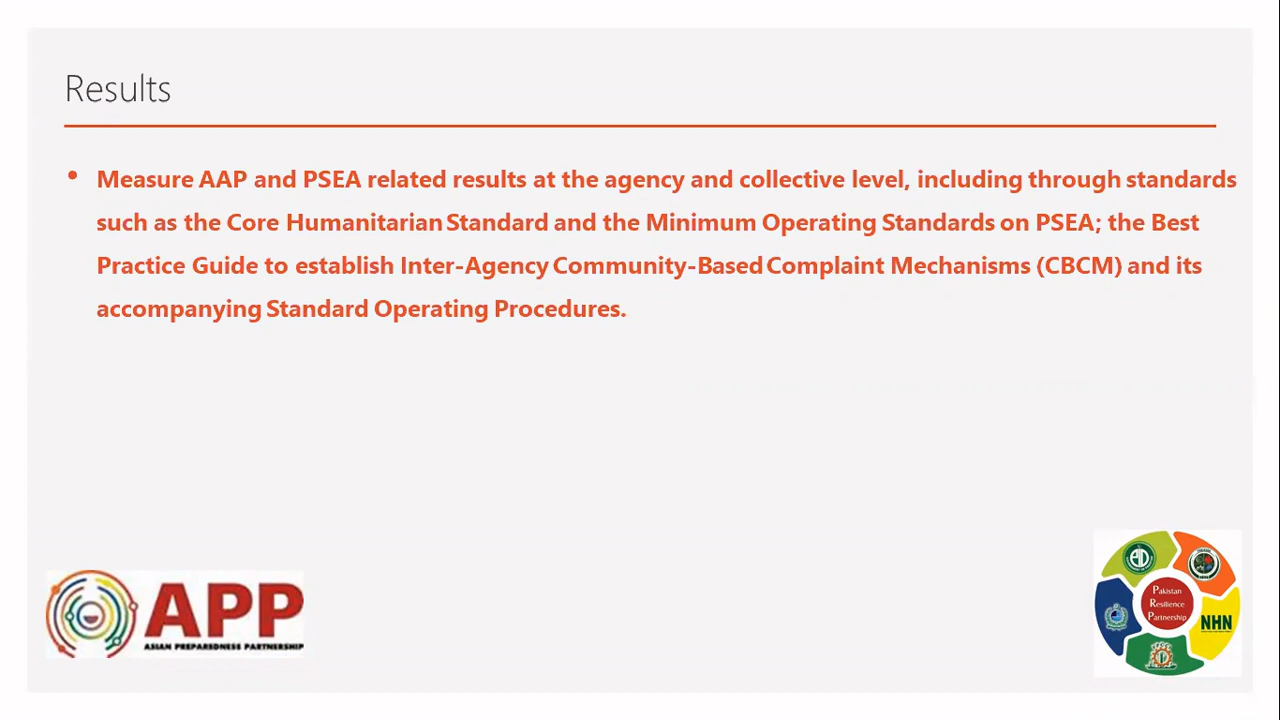 Results
• Measure AAP and PSEA related results at the agency and collective level, including through standards
such as the Core Humanitarian Standard and the Minimum Operating Standards on PSEA; the Best
Practice Guide to establish Inter-Agency Community-Based Complaint Mechanisms (CBCM) and its
accompanying Standard Operating Procedures.
APP
ASIAN PREPAREDNESS PARTNERSHIP
Pakistan
Resilience
Partnership
NHN